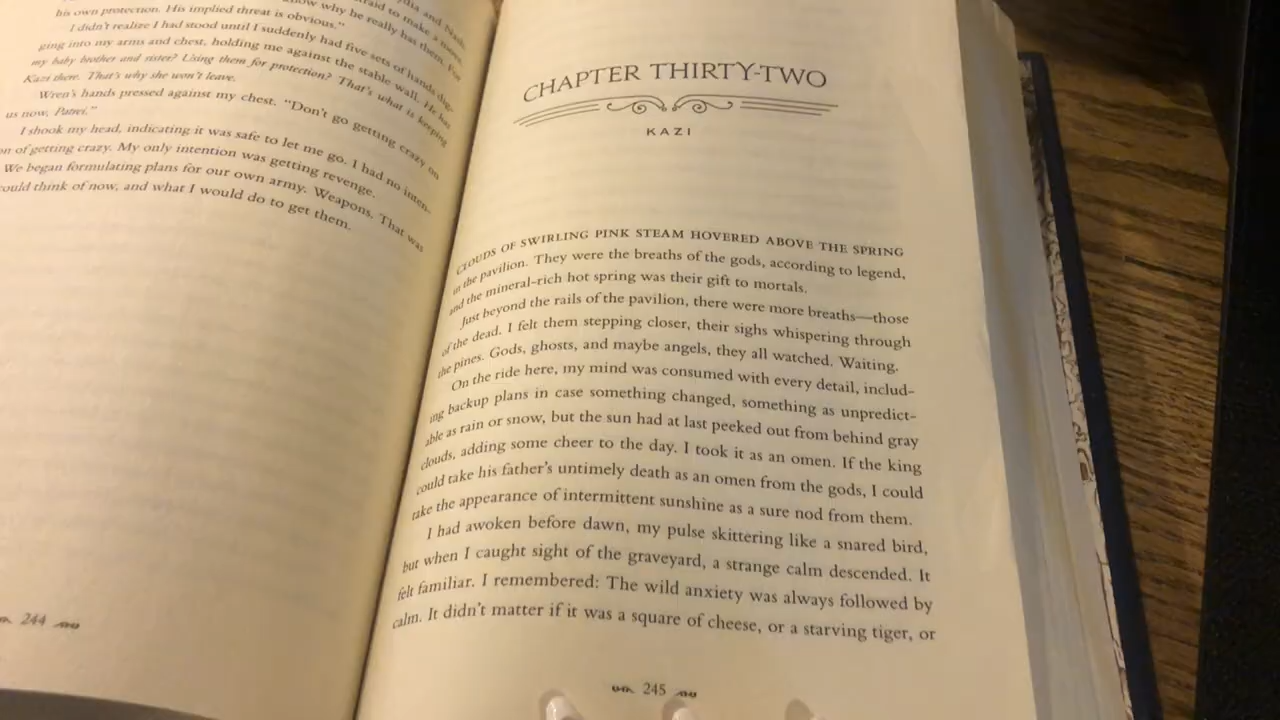 his own protection. His implied threat is obvious."
I didn't realize I had stood until I suddenly had five sets of hands dig-
ging into my arms and chest, holding me against the stable wall. He has
my baby brother and sister? Using them for protection? That's what is keeping
Kazi there. That's why she won't leave.
Wren's hands pressed against my chest. "Don't go getting crazy on
us now, Patrei."
I shook my head, indicating it was safe to let me go. I had no inten-
of getting crazy. My only intention was getting revenge.
We began formulating plans for our own army. Weapons. That was
could think of now, and what I would do to get them.
244
CHAPTER THIRTY-TWO
KAZI
CLOUDS OF SWIRLING PINK STEAM HOVERED ABOVE THE SPRING
in the pavilion. They were the breaths of the gods, according to legend,
and the mineral-rich hot spring was their gift to mortals.
Just beyond the rails of the pavilion, there were more breaths—those
of the dead. I felt them stepping closer, their sighs whispering through
the pines. Gods, ghosts, and maybe angels, they all watched. Waiting.
On the ride here, my mind was consumed with every detail, includ-
ing backup plans in case something changed, something as unpredict-
able as rain or snow, but the sun had at last peeked out from behind gray
clouds, adding some cheer to the day. I took it as an omen. If the king
could take his father's untimely death as an omen from the gods, I could
take the appearance of intermittent sunshine as a sure nod from them.
I had awoken before dawn, my pulse skittering like a snared bird,
but when I caught sight of the graveyard, a strange calm descended. It
felt familiar. I remembered: The wild anxiety was always followed by
calm. It didn't matter if it was a square of cheese, or a starving tiger, or
245